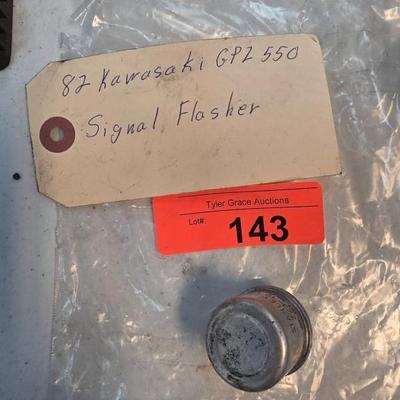 82 Kawasaki GPZ 550
Signal Flasher
Tyler Grace Auctions
Lot#:
143